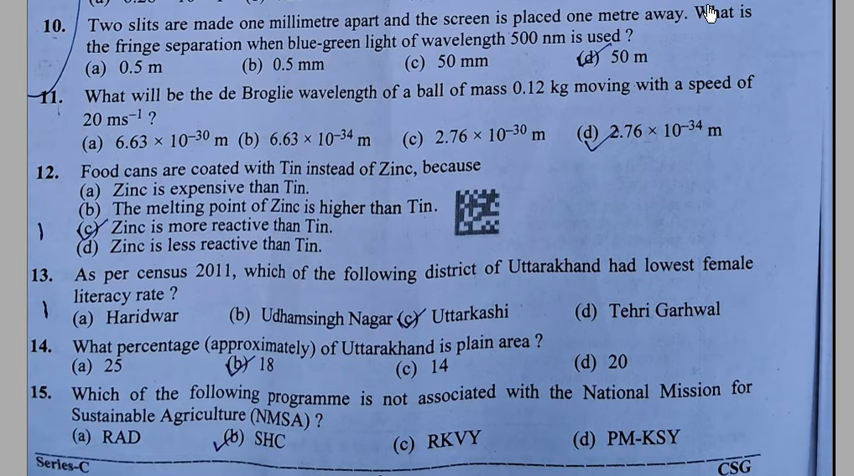 10. Two slits are made one millimetre apart and the screen is placed one metre away. What is
the fringe separation when blue-green light of wavelength 500 nm is used ?
(a) 0.5 m (b) 0.5 mm (c) 50 mm (d) 50 m
11. What will be the de Broglie wavelength of a ball of mass 0.12 kg moving with a speed of
20 ms⁻¹ ?
(a) 6.63 × 10⁻³⁰ m (b) 6.63 × 10⁻³⁴ m (c) 2.76 × 10⁻³⁰ m (d) 2.76 × 10⁻³⁴ m
12. Food cans are coated with Tin instead of Zinc, because
(a) Zinc is expensive than Tin.
(b) The melting point of Zinc is higher than Tin.
(c) Zinc is more reactive than Tin.
(d) Zinc is less reactive than Tin.
13. As per census 2011, which of the following district of Uttarakhand had lowest female
literacy rate ?
(a) Haridwar (b) Udhamsingh Nagar (c) Uttarkashi (d) Tehri Garhwal
14. What percentage (approximately) of Uttarakhand is plain area ?
(a) 25 (b) 18 (c) 14 (d) 20
15. Which of the following programme is not associated with the National Mission for
Sustainable Agriculture (NMSA) ?
(a) RAD (b) SHC (c) RKVY (d) PM-KSY
Series-C CSG